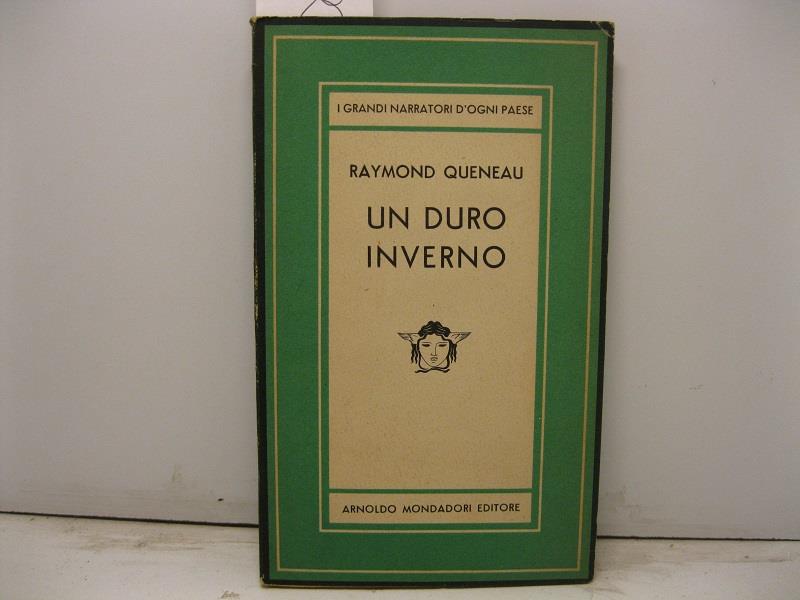 I GRANDI NARRATORI D'OGNI PAESE
RAYMOND QUENEAU
UN DURO
INVERNO
ARNOLDO MONDADORI EDITORE